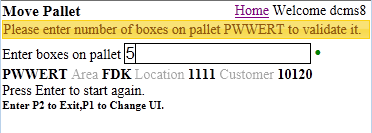 Move Pallet Home Welcome dcms8
Please enter number of boxes on pallet PWWERT to validate it.
Enter boxes on pallet 5
PWWERT Area FDK Location 1111 Customer 10120
Press Enter to start again.
Enter P2 to Exit,P1 to Change UI.